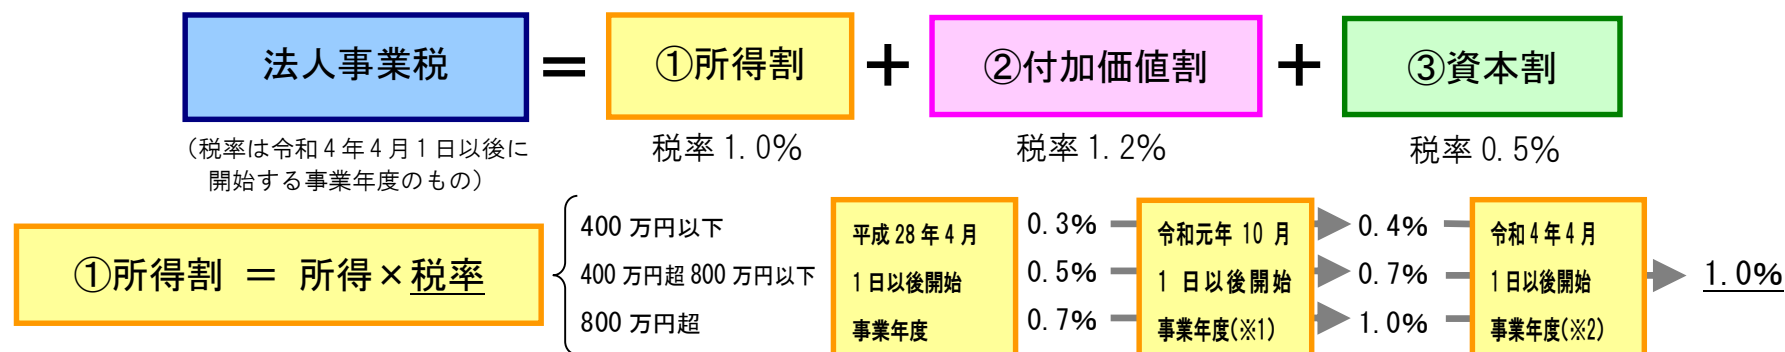 法人事業税 = ①所得割 + ②付加価値割 + ③資本割
（税率は令和4年4月1日以後に
開始する事業年度のもの）
税率 1.0% 税率 1.2% 税率 0.5%
①所得割 ＝ 所得×税率
400 万円以下
400 万円超 800 万円以下
800 万円超
平成 28 年 4 月
1 日以後開始
事業年度
0.3%
0.5%
0.7%
令和元年 10 月
1 日以後開始
事業年度(※1)
0.4%
0.7%
1.0%
令和 4 年 4 月
1 日以後開始
事業年度(※2)
1.0%